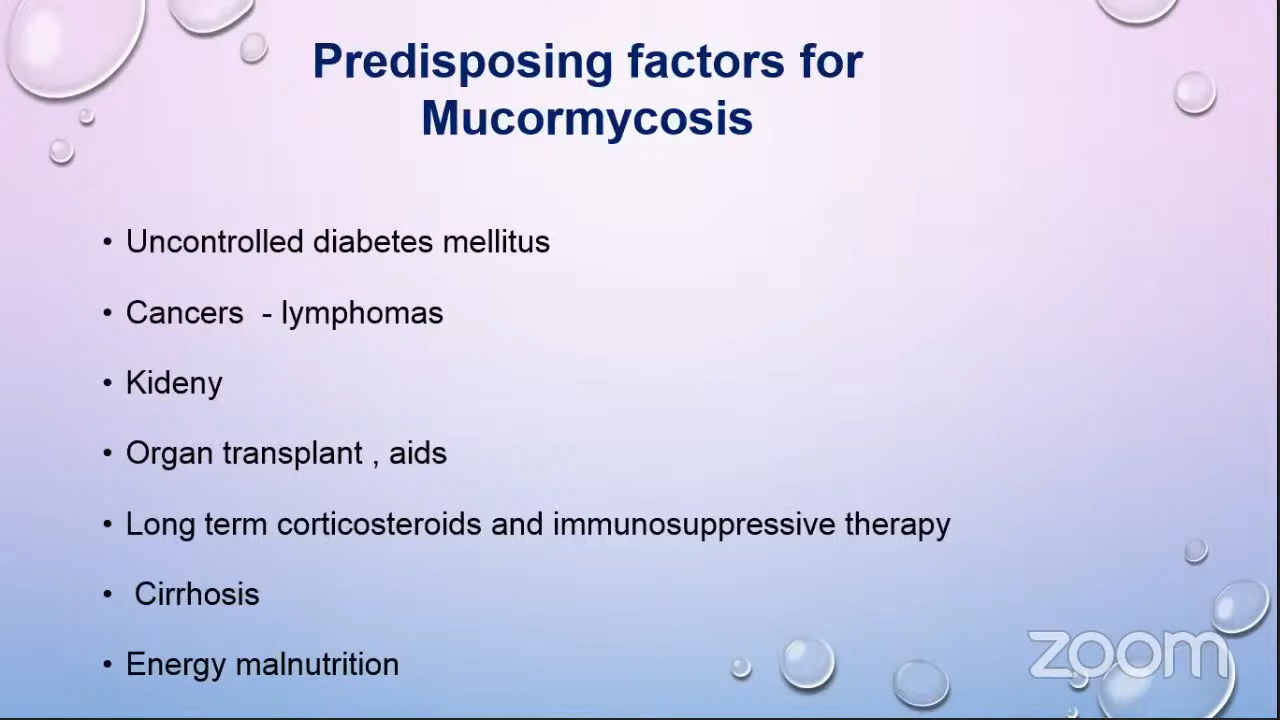 Predisposing factors for
Mucormycosis
• Uncontrolled diabetes mellitus
• Cancers - lymphomas
• Kideny
• Organ transplant , aids
• Long term corticosteroids and immunosuppressive therapy
• Cirrhosis
• Energy malnutrition
zoom